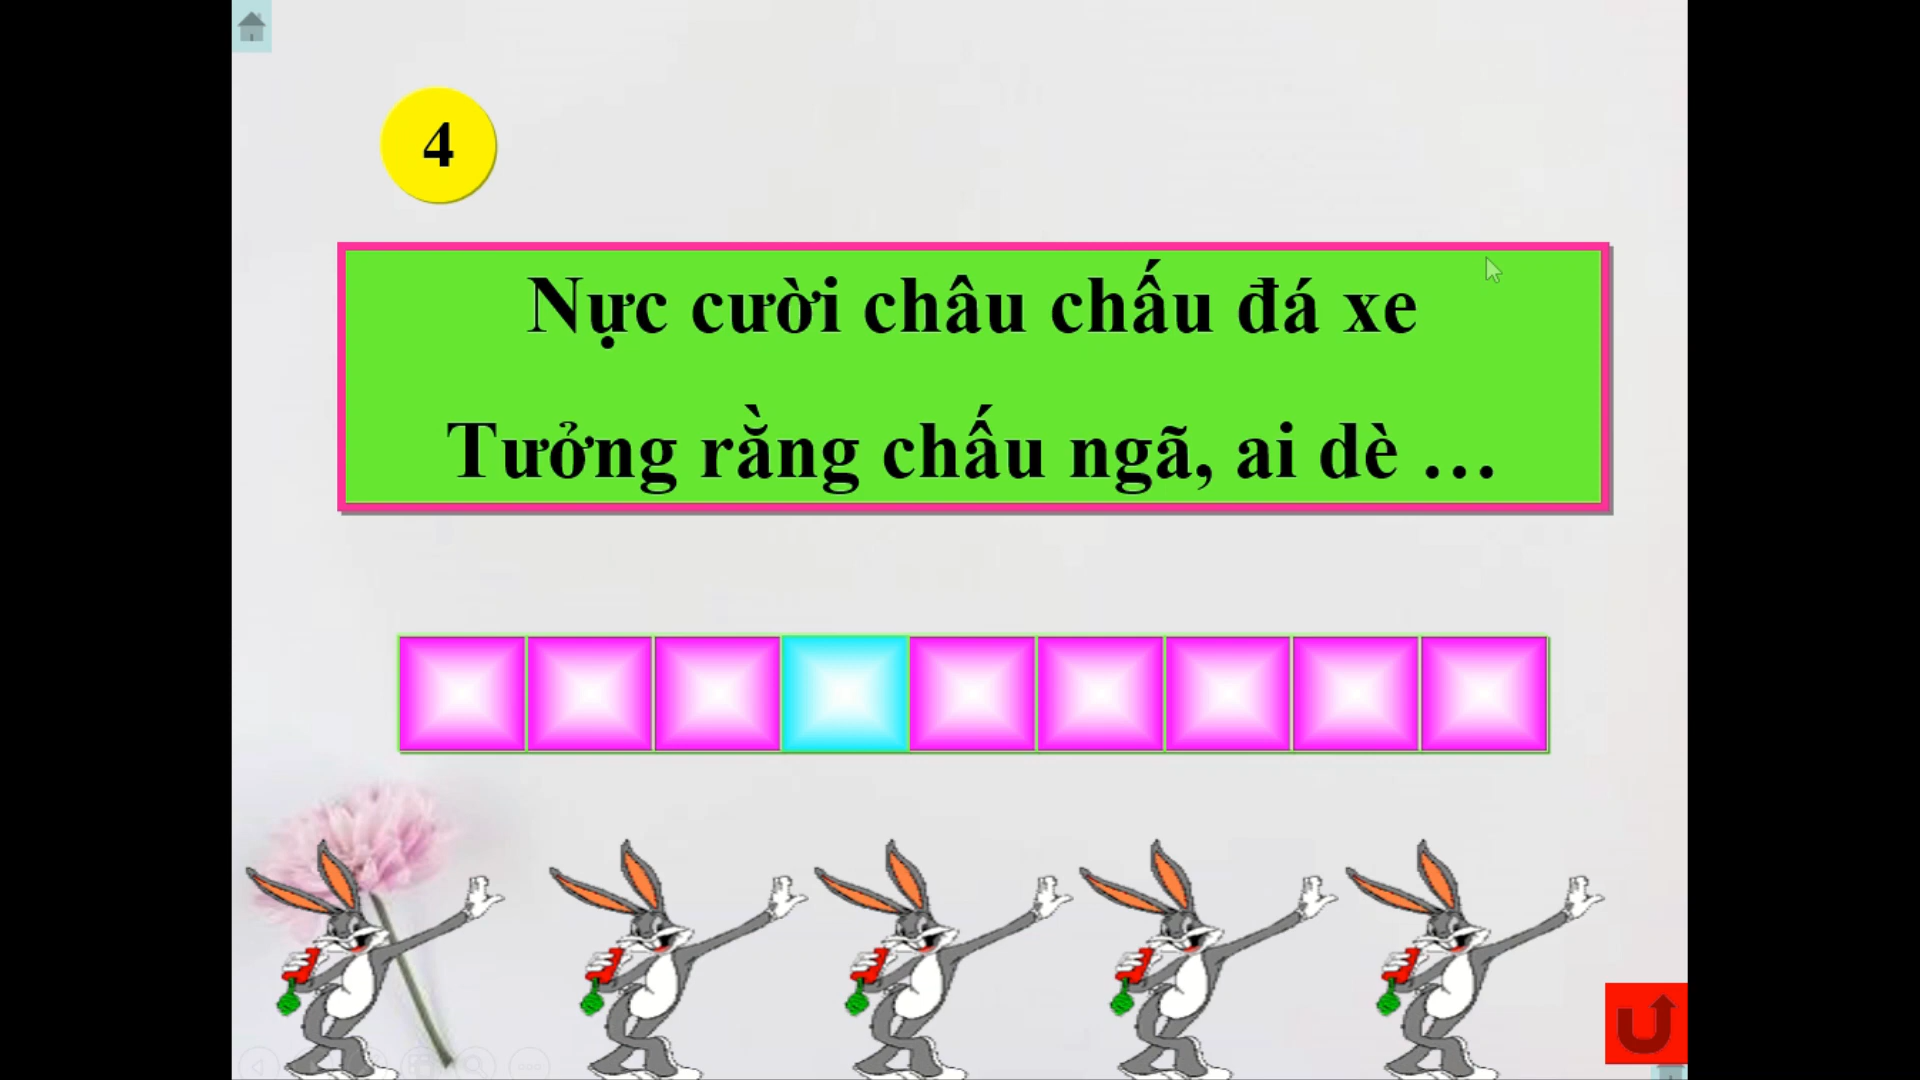 4
Nực cười châu chấu đá xe
Tưởng rằng chấu ngã, ai dè …